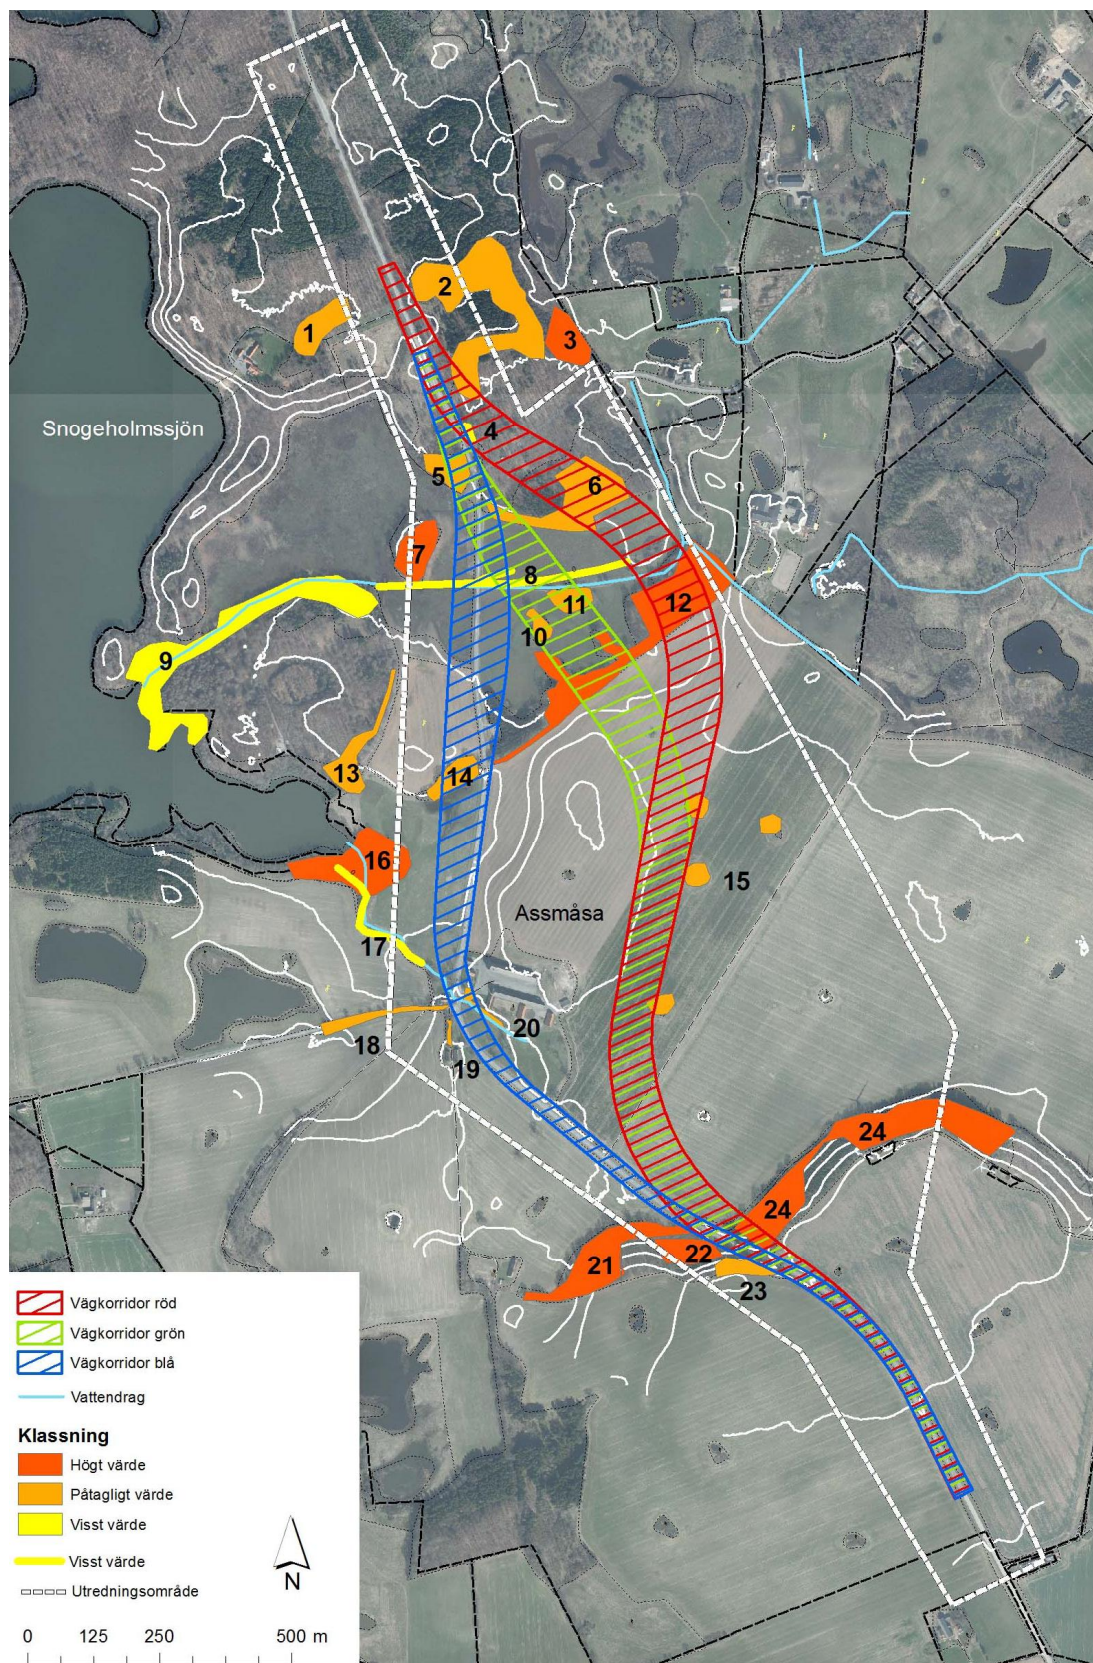 1
2
3
Snogeholmssjön
4
5
6
7
8
9
10
11
12
13
14
15
16
Assmåsa
17
18
19
20
24
24
21
22
23
Vägkorridor röd
Vägkorridor grön
Vägkorridor blå
Vattendrag
Klassning
Högt värde
Påtagligt värde
Visst värde
Visst värde
Utredningsområde
N
0 125 250 500 m